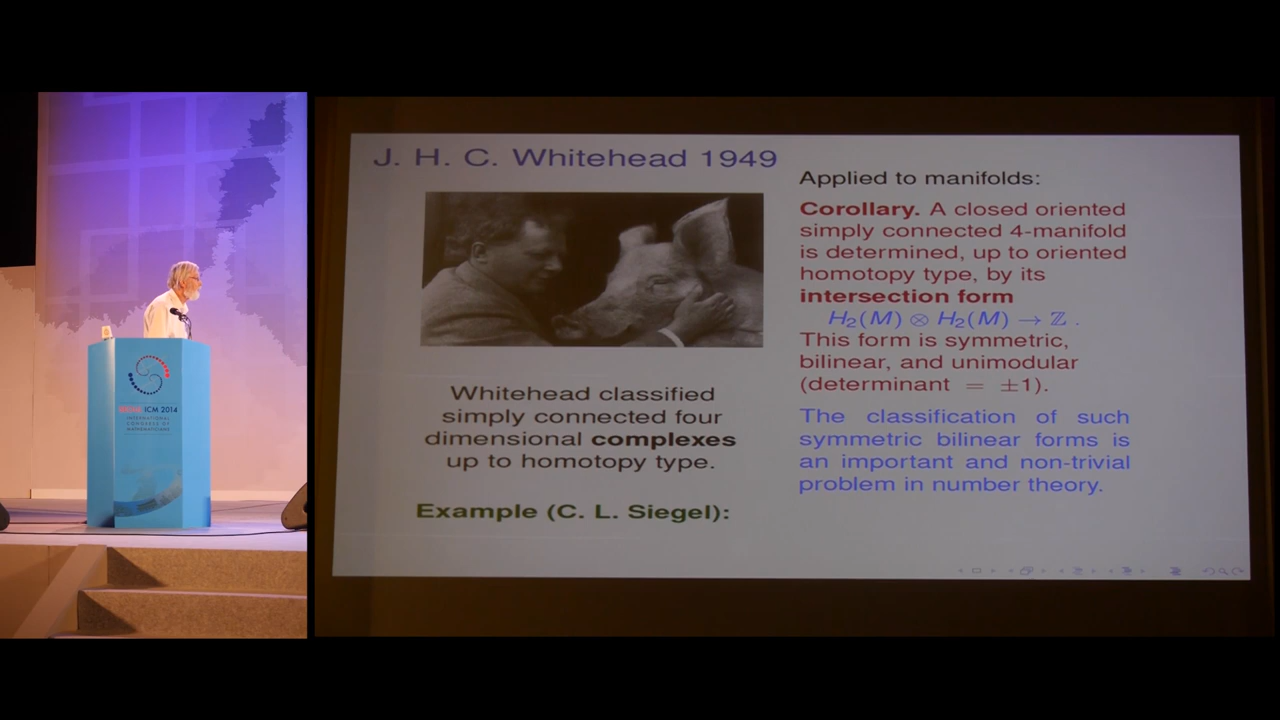 J. H. C. Whitehead 1949
Whitehead classified
simply connected four
dimensional complexes
up to homotopy type.
Example (C. L. Siegel):
Applied to manifolds:
Corollary. A closed oriented
simply connected 4-manifold
is determined, up to oriented
homotopy type, by its
intersection form
H₂(M) ⊗ H₂(M) → ℤ .
This form is symmetric,
bilinear, and unimodular
(determinant = ±1).
The classification of such
symmetric bilinear forms is
an important and non-trivial
problem in number theory.
ICM 2014
INTERNATIONAL
CONGRESS OF
MATHEMATICIANS